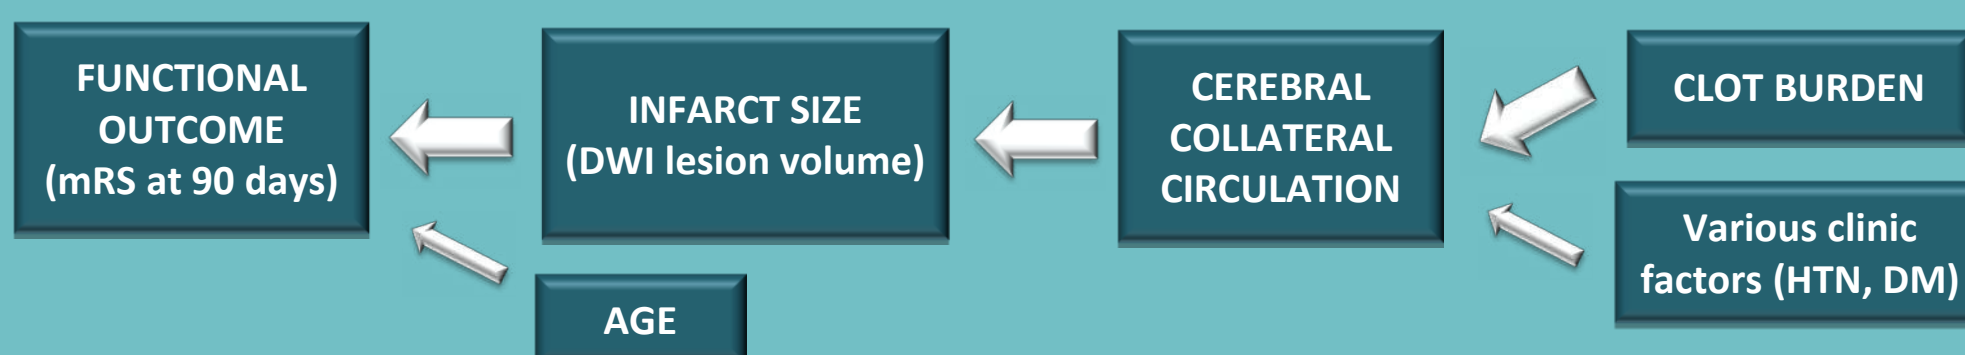 FUNCTIONAL
OUTCOME
(mRS at 90 days)
INFARCT SIZE
(DWI lesion volume)
AGE
CEREBRAL
COLLATERAL
CIRCULATION
CLOT BURDEN
Various clinic
factors (HTN, DM)